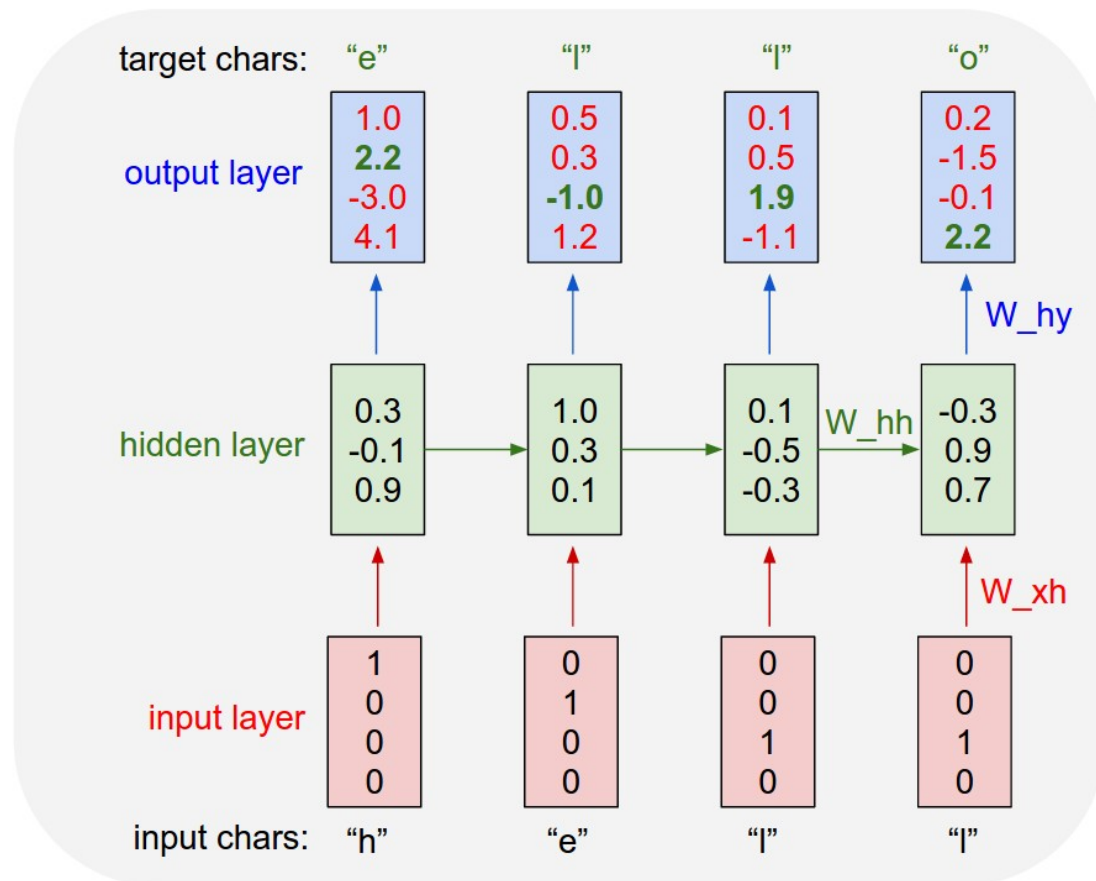 target chars: “e” “l” “l” “o”
output layer
1.0 0.5 0.1 0.2
2.2 0.3 0.5 -1.5
-3.0 -1.0 1.9 -0.1
4.1 1.2 -1.1 2.2
W_hy
hidden layer
0.3 1.0 0.1 -0.3
-0.1 0.3 -0.5 0.9
0.9 0.1 -0.3 0.7
W_hh
W_xh
input layer
1 0 0 0
0 1 0 0
0 0 1 1
0 0 0 0
input chars: “h” “e” “l” “l”